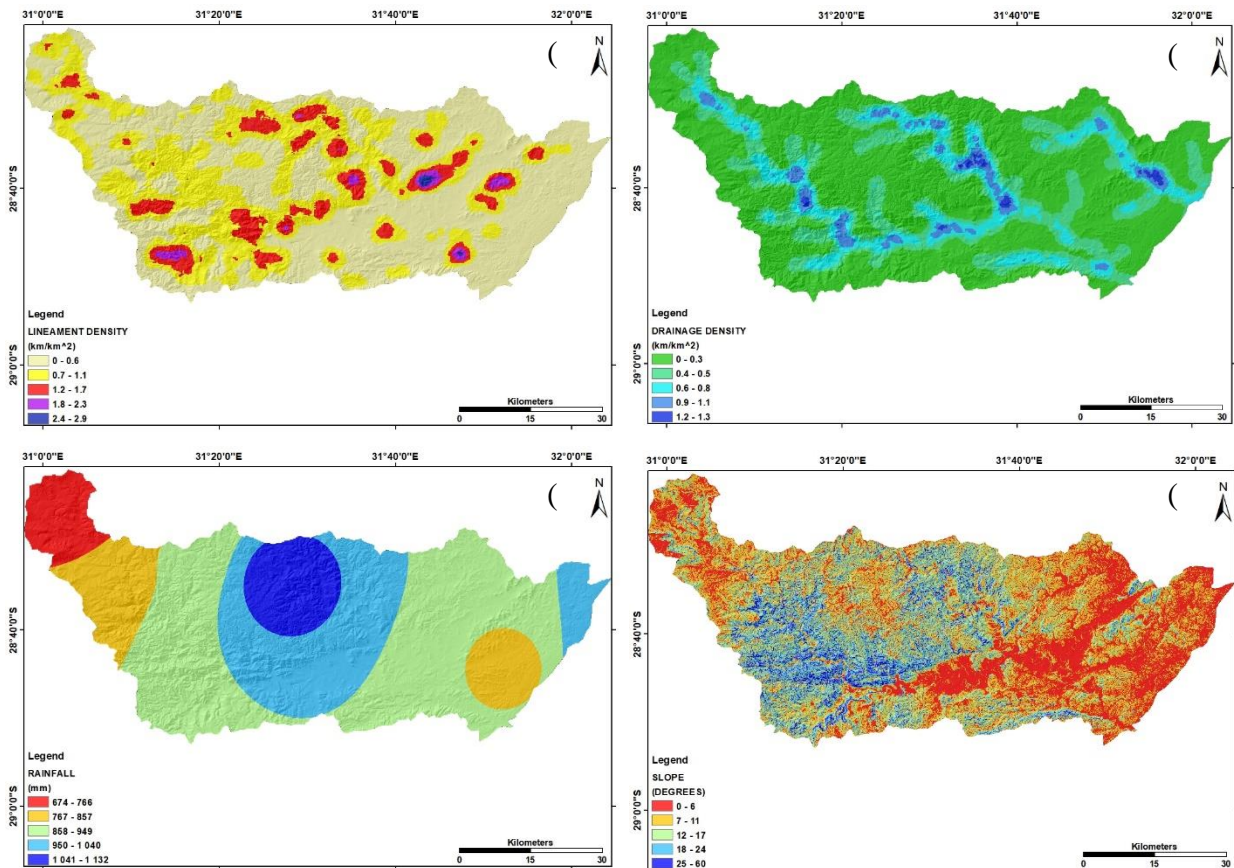 31°0'0"E 31°20'0"E 31°40'0"E 32°0'0"E
(
N
28°40'0"S
29°0'0"S
Legend
LINEAMENT DENSITY
(km/km^2)
0 - 0.6
0.7 - 1.1
1.2 - 1.7
1.8 - 2.3
2.4 - 2.9
Kilometers
0 15 30
31°0'0"E 31°20'0"E 31°40'0"E 32°0'0"E
(
N
28°40'0"S
29°0'0"S
Legend
DRAINAGE DENSITY
(km/km^2)
0 - 0.3
0.4 - 0.5
0.6 - 0.8
0.9 - 1.1
1.2 - 1.3
Kilometers
0 15 30
31°0'0"E 31°20'0"E 31°40'0"E 32°0'0"E
(
N
28°40'0"S
29°0'0"S
Legend
RAINFALL
(mm)
674 - 766
767 - 857
858 - 949
950 - 1 040
1 041 - 1 132
Kilometers
0 15 30
31°0'0"E 31°20'0"E 31°40'0"E 32°0'0"E
(
N
28°40'0"S
29°0'0"S
Legend
SLOPE
(DEGREES)
0 - 6
7 - 11
12 - 17
18 - 24
25 - 60
Kilometers
0 15 30